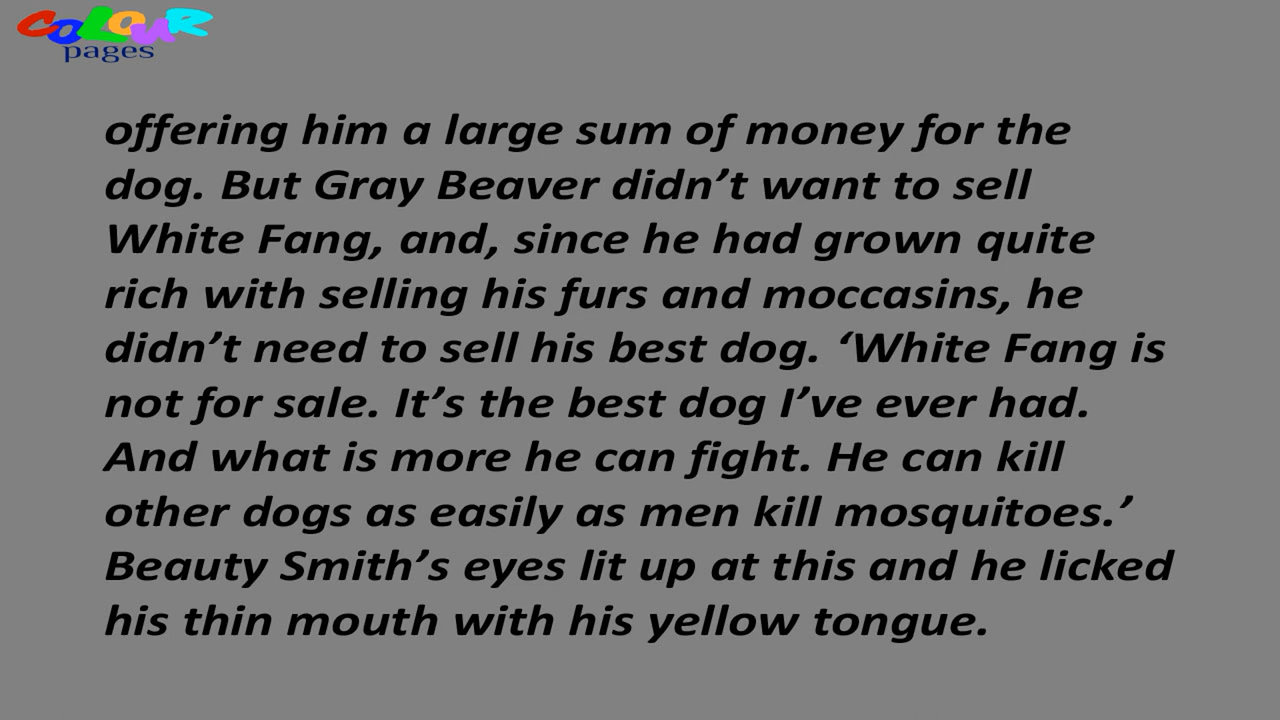 COLOUR
pages
offering him a large sum of money for the
dog. But Gray Beaver didn’t want to sell
White Fang, and, since he had grown quite
rich with selling his furs and moccasins, he
didn’t need to sell his best dog. ‘White Fang is
not for sale. It’s the best dog I’ve ever had.
And what is more he can fight. He can kill
other dogs as easily as men kill mosquitoes.’
Beauty Smith’s eyes lit up at this and he licked
his thin mouth with his yellow tongue.